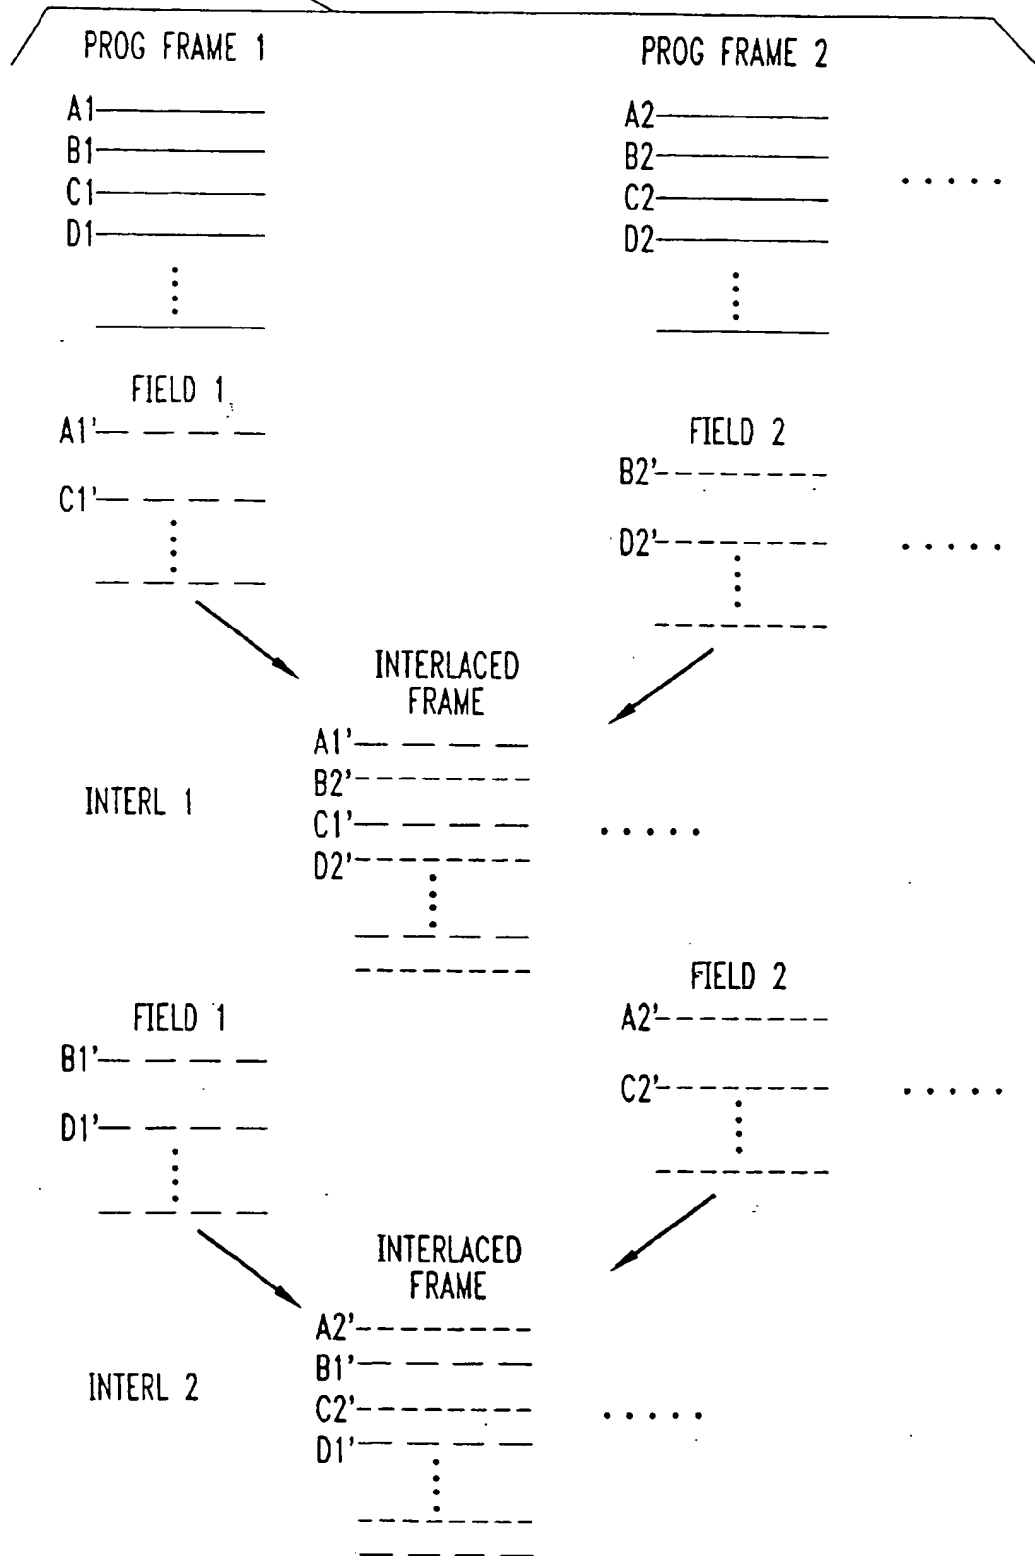 PROG FRAME 1
A1
B1
C1
D1
PROG FRAME 2
A2
B2
C2
D2
FIELD 1
A1'
C1'
FIELD 2
B2'
D2'
INTERLACED
FRAME
INTERL 1
A1'
B2'
C1'
D2'
FIELD 1
B1'
D1'
FIELD 2
A2'
C2'
INTERLACED
FRAME
INTERL 2
A2'
B1'
C2'
D1'